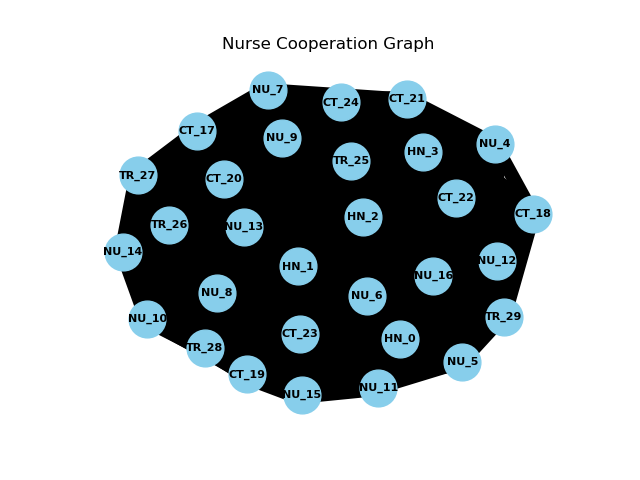 Nurse Cooperation Graph
NU_7
CT_24
CT_21
CT_17
NU_9
NU_4
HN_3
TR_25
TR_27
CT_20
CT_22
CT_18
HN_2
TR_26
NU_13
NU_14
NU_12
HN_1
NU_16
NU_8
NU_6
NU_10
TR_29
CT_23
HN_0
TR_28
NU_5
CT_19
NU_11
NU_15